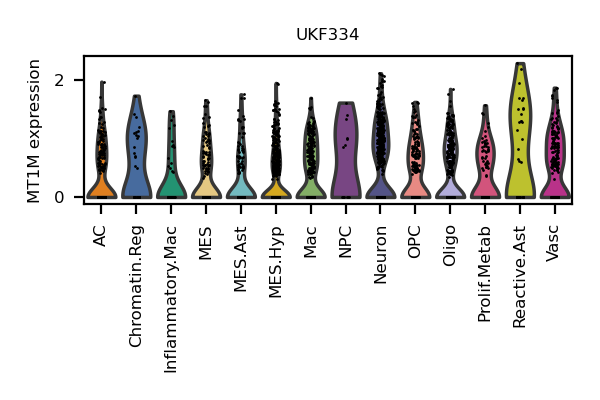 UKF334
MT1M expression
2
0
AC
Chromatin.Reg
Inflammatory.Mac
MES
MES.Ast
MES.Hyp
Mac
NPC
Neuron
OPC
Oligo
Prolif.Metab
Reactive.Ast
Vasc